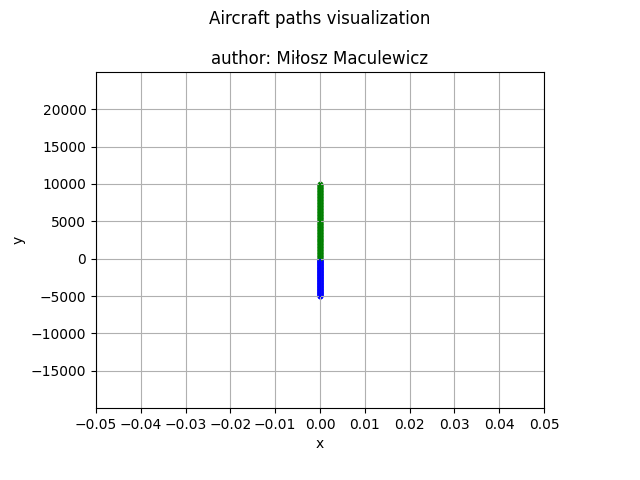 Aircraft paths visualization
author: Miłosz Maculewicz
20000
15000
10000
5000
0
−5000
−10000
−15000
y
−0.05 −0.04 −0.03 −0.02 −0.01 0.00 0.01 0.02 0.03 0.04 0.05
x